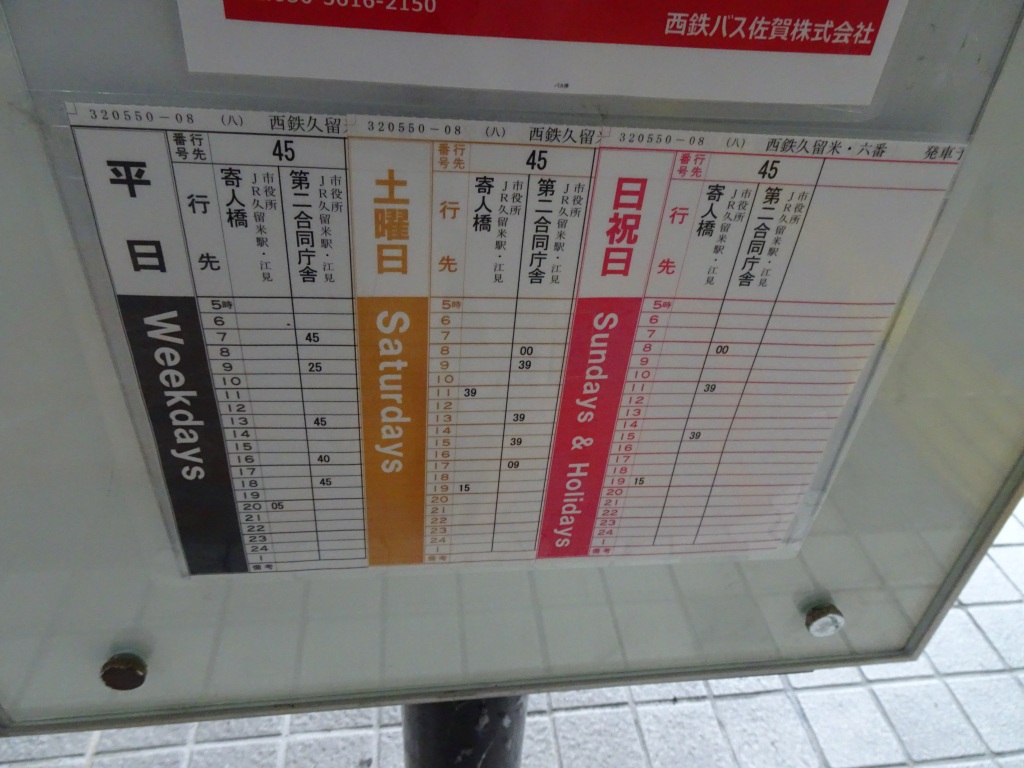 050-3616-2150
西鉄バス佐賀株式会社
320550-08 (八) 西鉄久留
行先番号 45
平日
行先
寄人橋
市役所
JR久留米駅・江見
第二合同庁舎
市役所
JR久留米駅・江見
Weekdays
5時
6
7 45
8
9 25
10
11
12
13 45
14
15
16 40
17
18 45
19
20 05
21
22
23
24
1
備考
320550-08 (八) 西鉄久留
行先番号 45
土曜日
行先
寄人橋
市役所
JR久留米駅・江見
第二合同庁舎
市役所
JR久留米駅・江見
Saturdays
5時
6
7
8 00
9 39
10
11 39
12
13 39
14
15 39
16
17 09
18
19 15
20
21
22
23
24
1
備考
320550-08 (八) 西鉄久留米・六番 発車
行先番号 45
日祝日
行先
寄人橋
市役所
JR久留米駅・江見
第二合同庁舎
市役所
JR久留米駅・江見
Sundays & Holidays
5時
6
7
8 00
9
10
11 39
12
13
14
15 39
16
17
18
19 15
20
21
22
23
24
1
備考